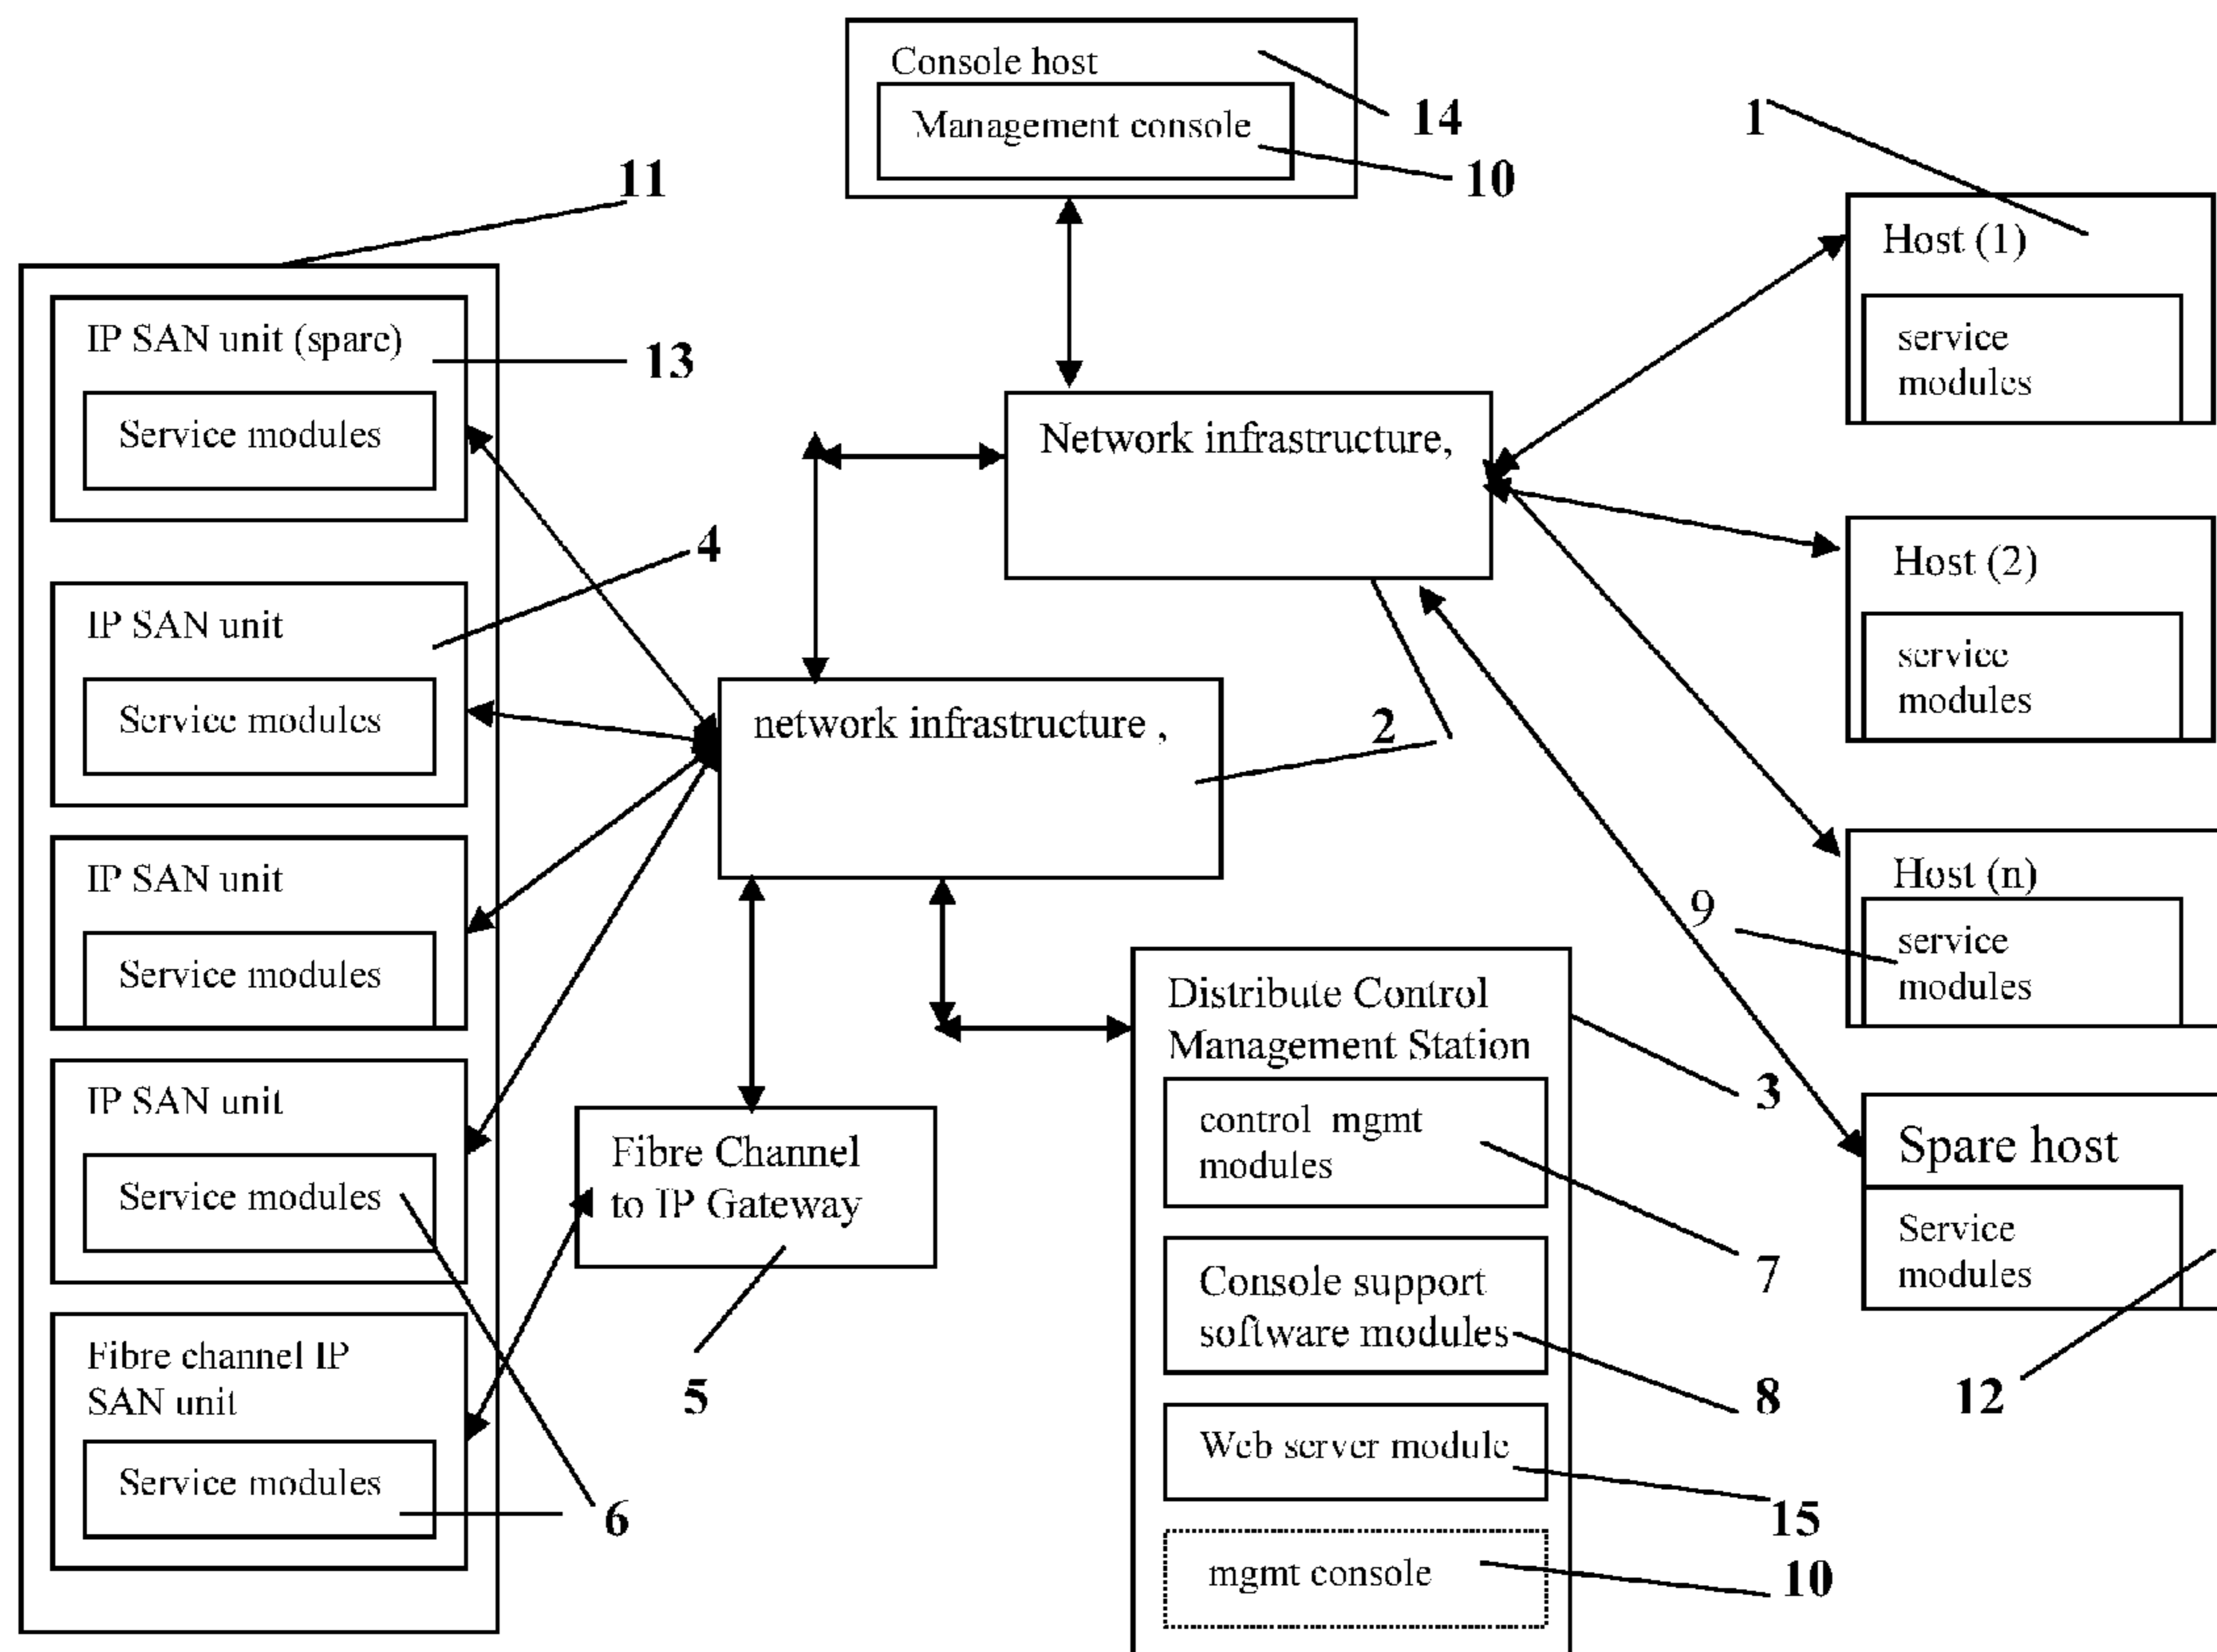 Console host
Management console
14
10
1
11
Host (1)
service
modules
IP SAN unit (spare)
13
Service modules
Network infrastructure,
4
Host (2)
service
modules
IP SAN unit
Service modules
network infrastructure ,
2
IP SAN unit
Service modules
Host (n)
9
service
modules
Distribute Control
Management Station
3
IP SAN unit
Service modules
Fibre Channel
to IP Gateway
5
control mgmt
modules
7
Spare host
Service
modules
12
Console support
software modules
8
Fibre channel IP
SAN unit
Service modules
6
Web server module
15
mgmt console
10